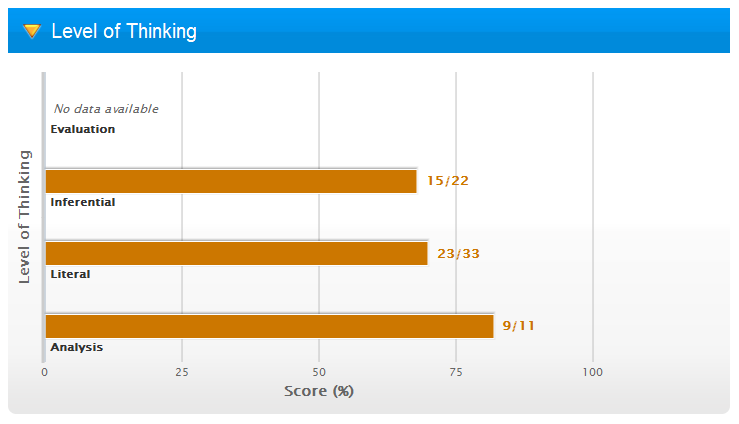 Level of Thinking
No data available
Evaluation
15/22
Inferential
23/33
Literal
9/11
Analysis
Level of Thinking
0 25 50 75 100
Score (%)